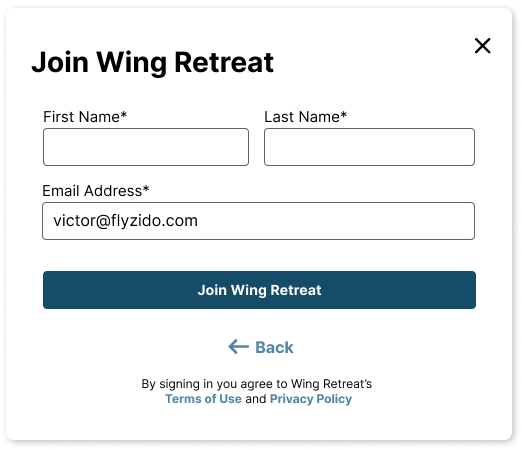 Join Wing Retreat
First Name*
Last Name*
Email Address*
victor@flyzido.com
Join Wing Retreat
Back
By signing in you agree to Wing Retreat’s
Terms of Use and Privacy Policy